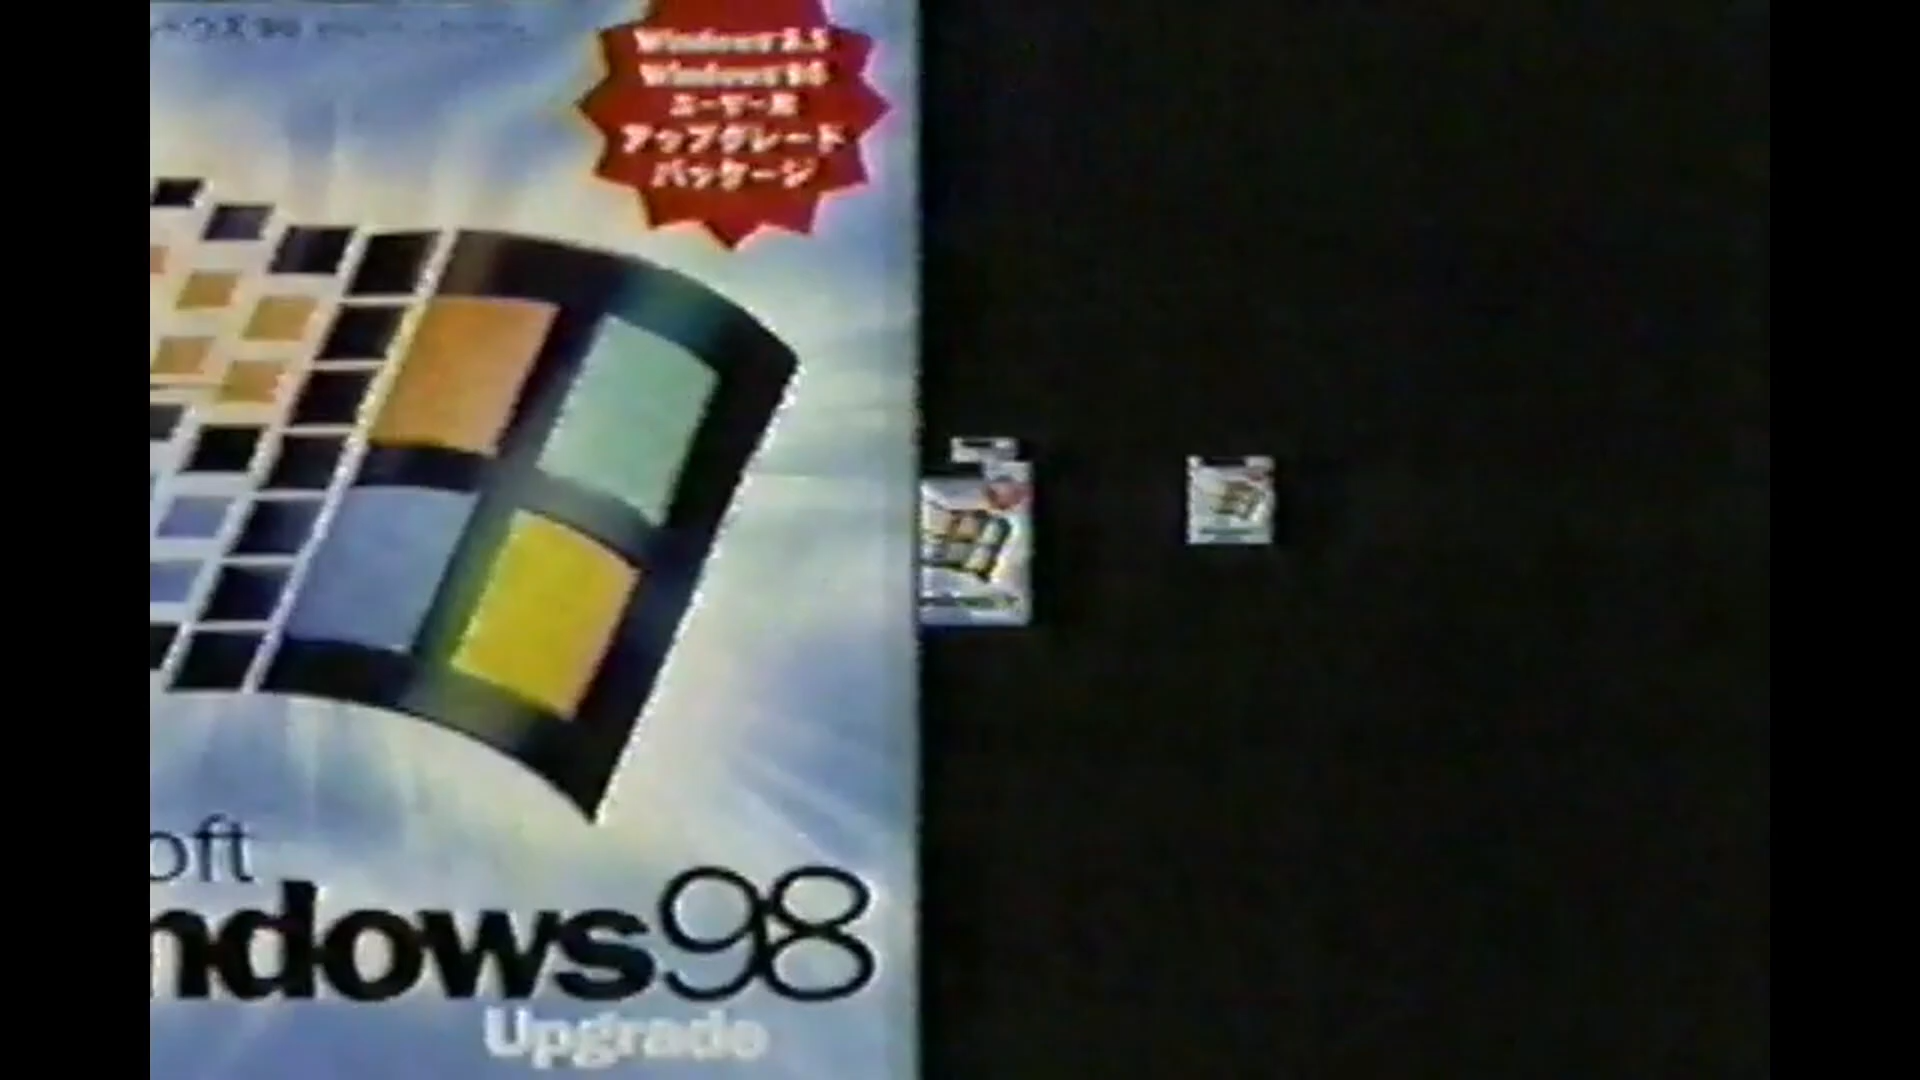 Windows 3.1
Windows 95
ユーザー用
アップグレード
パッケージ
oft
ndows98
Upgrade